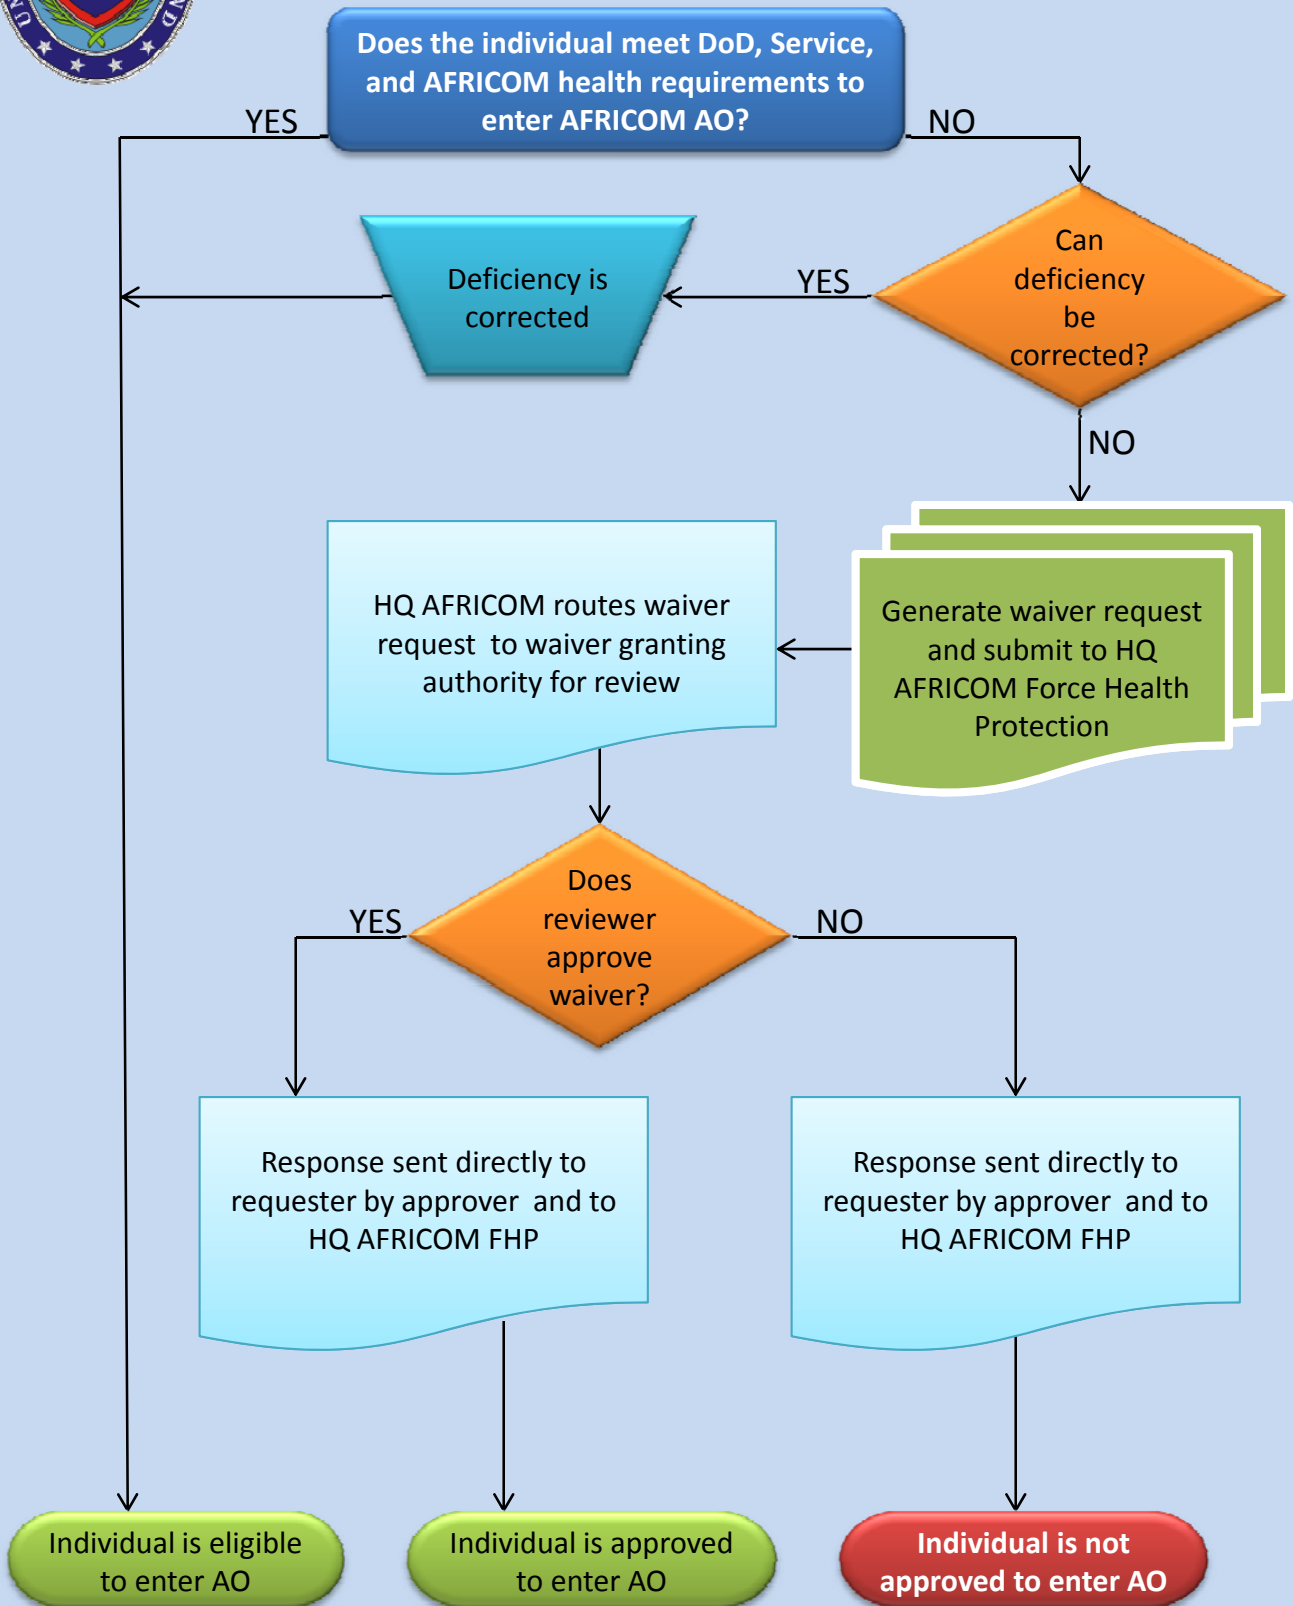 UN
ND
Does the individual meet DoD, Service,
and AFRICOM health requirements to
enter AFRICOM AO?
YES
NO
Can
deficiency
be
corrected?
YES
Deficiency is
corrected
NO
Generate waiver request
and submit to HQ
AFRICOM Force Health
Protection
HQ AFRICOM routes waiver
request to waiver granting
authority for review
Does
reviewer
approve
waiver?
YES
NO
Response sent directly to
requester by approver and to
HQ AFRICOM FHP
Response sent directly to
requester by approver and to
HQ AFRICOM FHP
Individual is eligible
to enter AO
Individual is approved
to enter AO
Individual is not
approved to enter AO